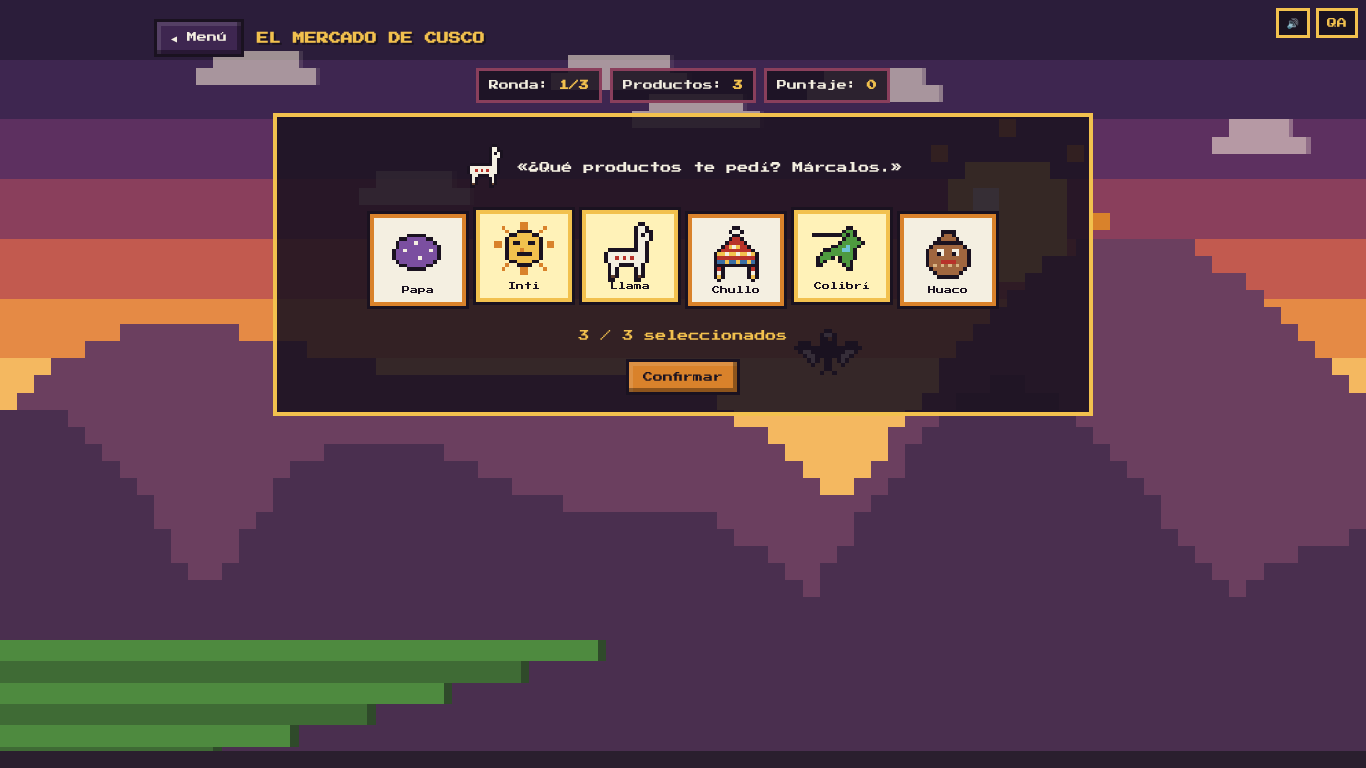 ◂ Menú
EL MERCADO DE CUSCO
QA
Ronda: 1/3
Productos: 3
Puntaje: 0
«¿Qué productos te pedí? Márcalos.»
Papa
Inti
Llama
Chullo
Colibrí
Huaco
3 / 3 seleccionados
Confirmar